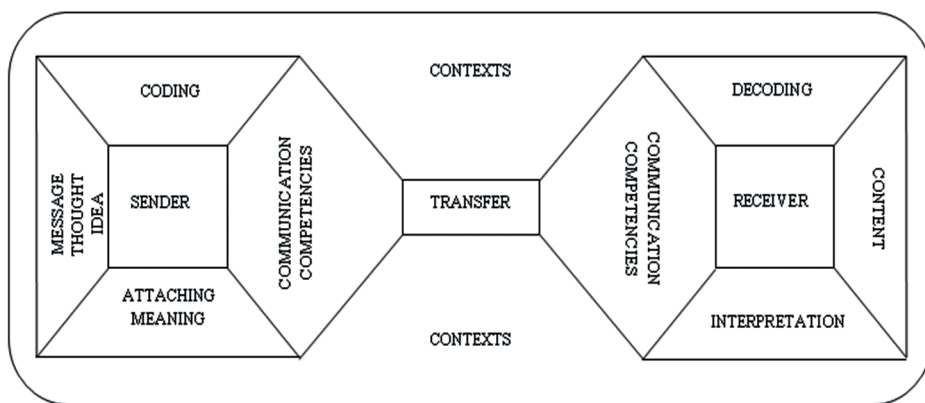 CONTEXTS
CODING
DECODING
MESSAGE
THOUGHT
IDEA
SENDER
COMMUNICATION
COMPETENCIES
TRANSFER
COMMUNICATION
COMPETENCIES
RECEIVER
CONTENT
ATTACHING
MEANING
INTERPRETATION
CONTEXTS